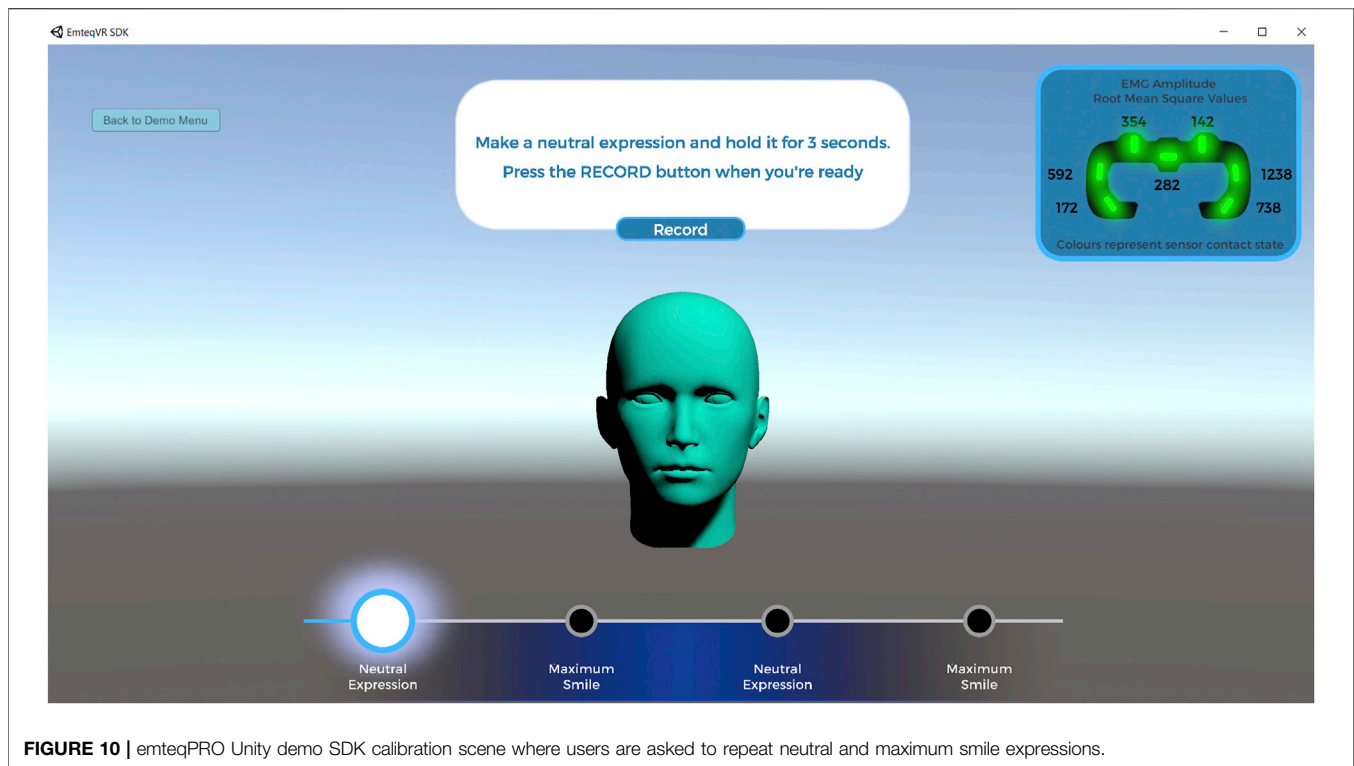 EmteqVR SDK
Back to Demo Menu
Make a neutral expression and hold it for 3 seconds.
Press the RECORD button when you're ready
Record
EMG Amplitude
Root Mean Square Values
354 142
592 1238
282
172 738
Colours represent sensor contact state
Neutral
Expression
Maximum
Smile
Neutral
Expression
Maximum
Smile
FIGURE 10 | emteqPRO Unity demo SDK calibration scene where users are asked to repeat neutral and maximum smile expressions.